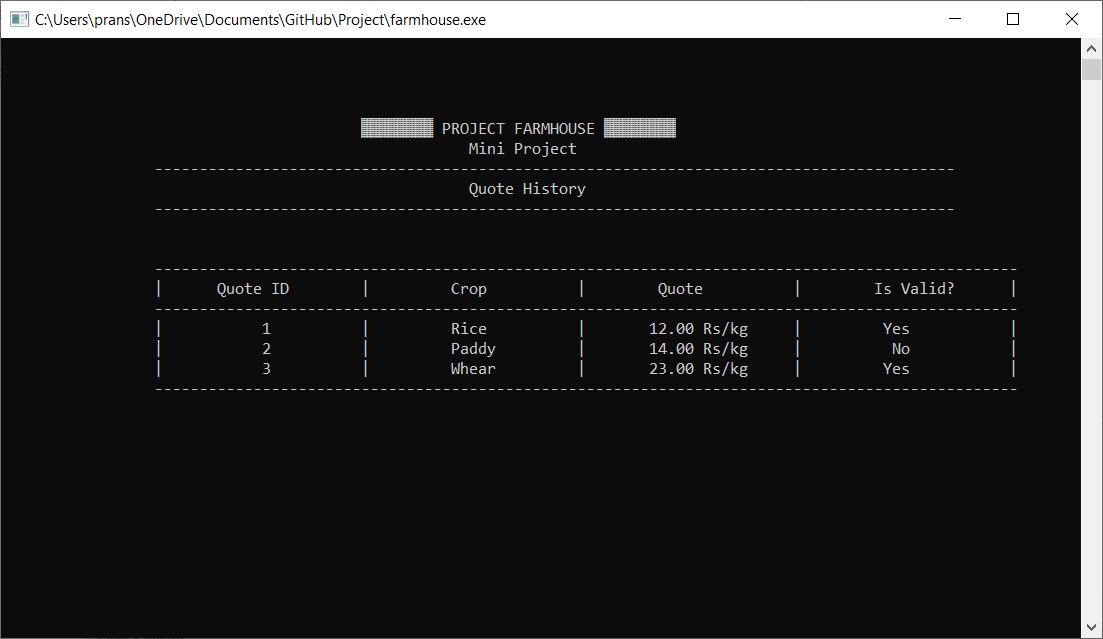 C:\Users\prans\OneDrive\Documents\GitHub\Project\farmhouse.exe
PROJECT FARMHOUSE
Mini Project
Quote History
Quote ID | Crop | Quote | Is Valid?
1 | Rice | 12.00 Rs/kg | Yes
2 | Paddy | 14.00 Rs/kg | No
3 | Whear | 23.00 Rs/kg | Yes